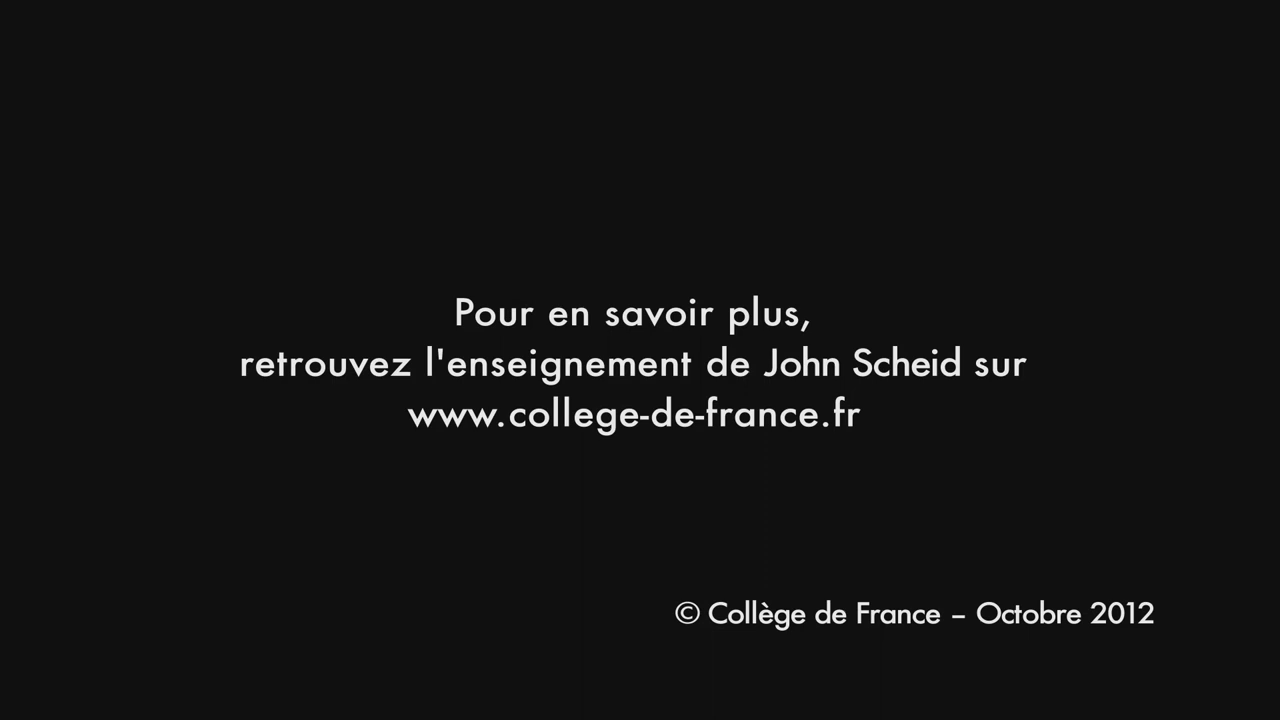 Pour en savoir plus,
retrouvez l'enseignement de John Scheid sur
www.college-de-france.fr
© Collège de France – Octobre 2012